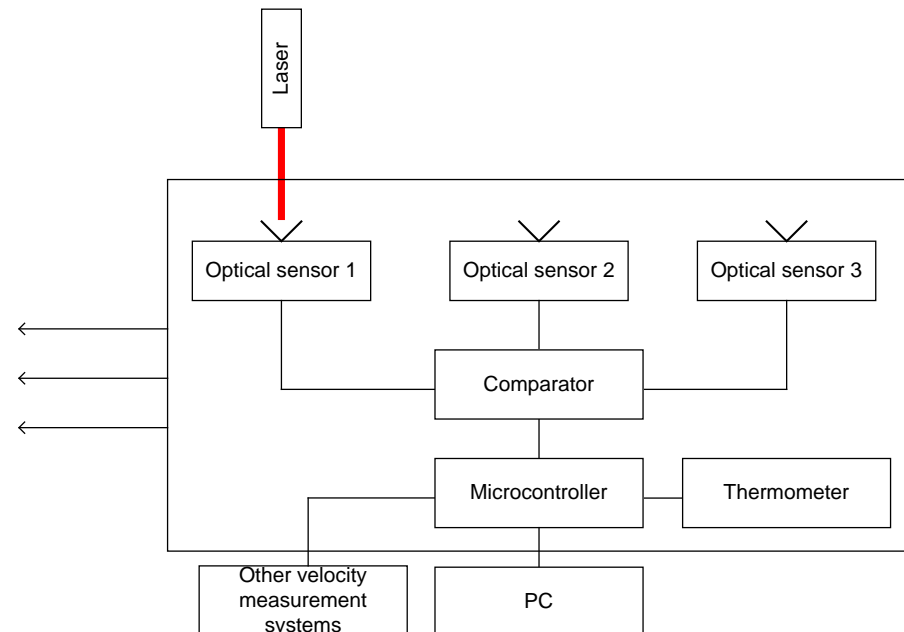 Laser
Optical sensor 1
Optical sensor 2
Optical sensor 3
Comparator
Microcontroller
Thermometer
Other velocity
measurement
systems
PC